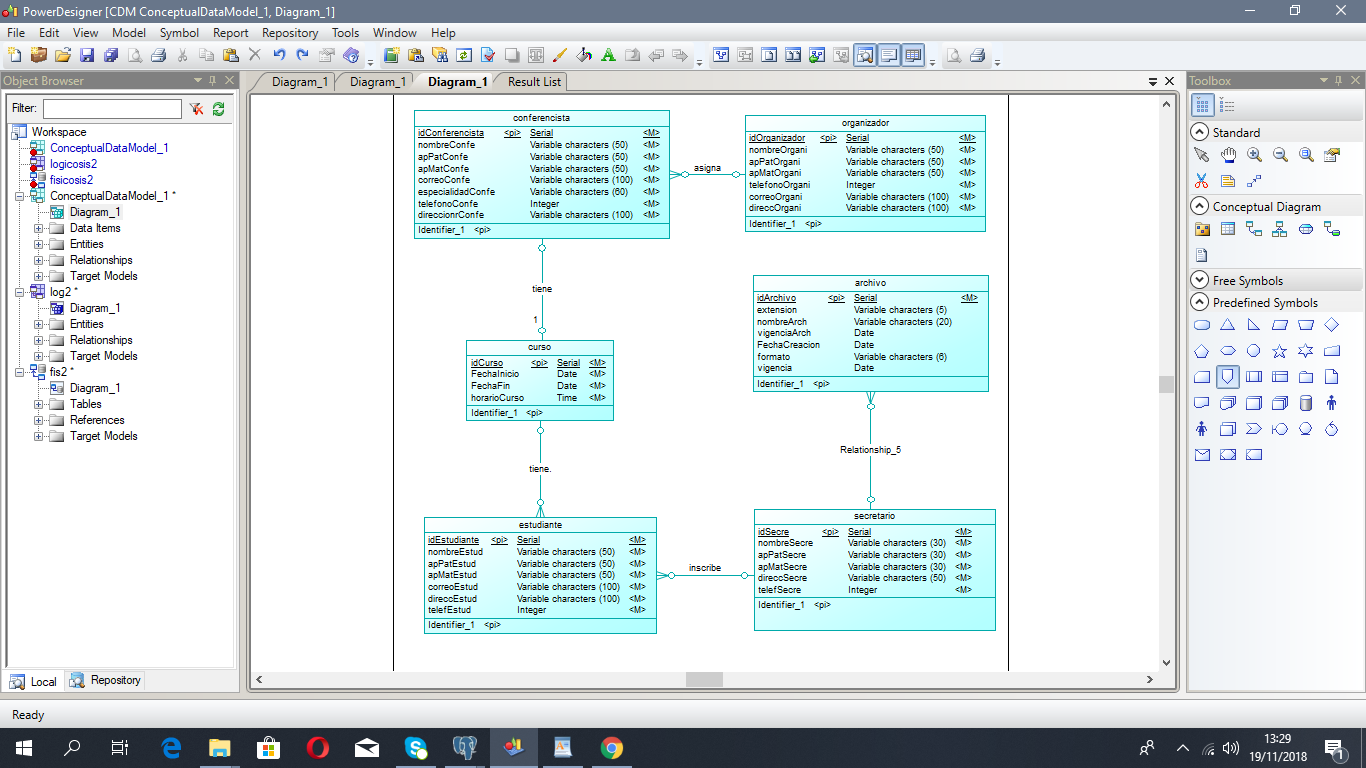 PowerDesigner [CDM ConceptualDataModel_1, Diagram_1]
File Edit View Model Symbol Report Repository Tools Window Help
Object Browser
Filter:
Workspace
ConceptualDataModel_1
logicosis2
fisicosis2
ConceptualDataModel_1 *
Diagram_1
Data Items
Entities
Relationships
Target Models
log2 *
Diagram_1
Entities
Relationships
Target Models
fis2 *
Diagram_1
Tables
References
Target Models
Local Repository
Diagram_1 Diagram_1 Diagram_1 Result List
conferencista
idConferencista <pi> Serial <M>
nombreConfe Variable characters (50) <M>
apPatConfe Variable characters (50) <M>
apMatConfe Variable characters (50) <M>
correoConfe Variable characters (100) <M>
especialidadConfe Variable characters (60) <M>
telefonoConfe Integer <M>
direccionrConfe Variable characters (100) <M>
Identifier_1 <pi>
asigna
organizador
idOrganizador <pi> Serial <M>
nombreOrgani Variable characters (50) <M>
apPatOrgani Variable characters (50) <M>
apMatOrgani Variable characters (50) <M>
telefonoOrgani Integer <M>
correoOrgani Variable characters (100) <M>
direccOrgani Variable characters (100) <M>
Identifier_1 <pi>
tiene
1
curso
idCurso <pi> Serial <M>
FechaInicio Date <M>
FechaFin Date <M>
horarioCurso Time <M>
Identifier_1 <pi>
archivo
idArchivo <pi> Serial <M>
extension Variable characters (5)
nombreArch Variable characters (20)
vigenciaArch Date
FechaCreacion Date
formato Variable characters (6)
vigencia Date
Identifier_1 <pi>
tiene.
Relationship_5
estudiante
idEstudiante <pi> Serial <M>
nombreEstud Variable characters (50) <M>
apPatEstud Variable characters (50) <M>
apMatEstud Variable characters (50) <M>
correoEstud Variable characters (100) <M>
direccEstud Variable characters (100) <M>
telefEstud Integer <M>
Identifier_1 <pi>
inscribe
secretario
idSecre <pi> Serial <M>
nombreSecre Variable characters (30) <M>
apPatSecre Variable characters (30) <M>
apMatSecre Variable characters (30) <M>
direccSecre Variable characters (50) <M>
telefSecre Integer <M>
Identifier_1 <pi>
Toolbox
Standard
Conceptual Diagram
Free Symbols
Predefined Symbols
Ready
13:29
19/11/2018
1